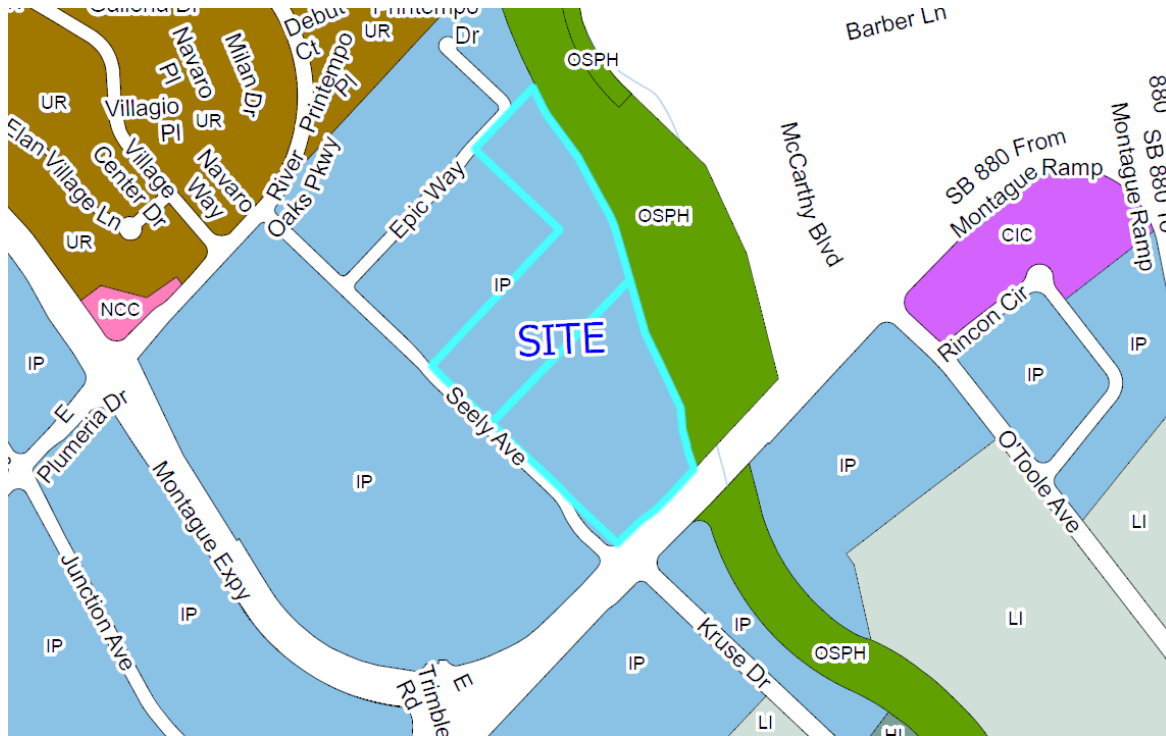 Galleria Dr
Debut
Ct
UR
Printempo
Dr
Barber Ln
OSPH
Navaro
Pl
Milan Dr
Printempo
Pl
UR
Villagio
Pl
UR
Elan Village Ln
Center Dr
Village
Navaro
Way
River
Oaks Pkwy
UR
NCC
Epic Way
OSPH
McCarthy Blvd
SB 880 From
Montague Ramp
880
SB 880 To
Montague Ramp
CIC
Rincon Cir
IP
SITE
IP
IP
IP
E
Plumeria Dr
Seely Ave
IP
IP
O'Toole Ave
LI
Montague Expy
Junction Ave
IP
IP
E
Trimble
Rd
IP
IP
Kruse Dr
OSPH
LI
LI
HI